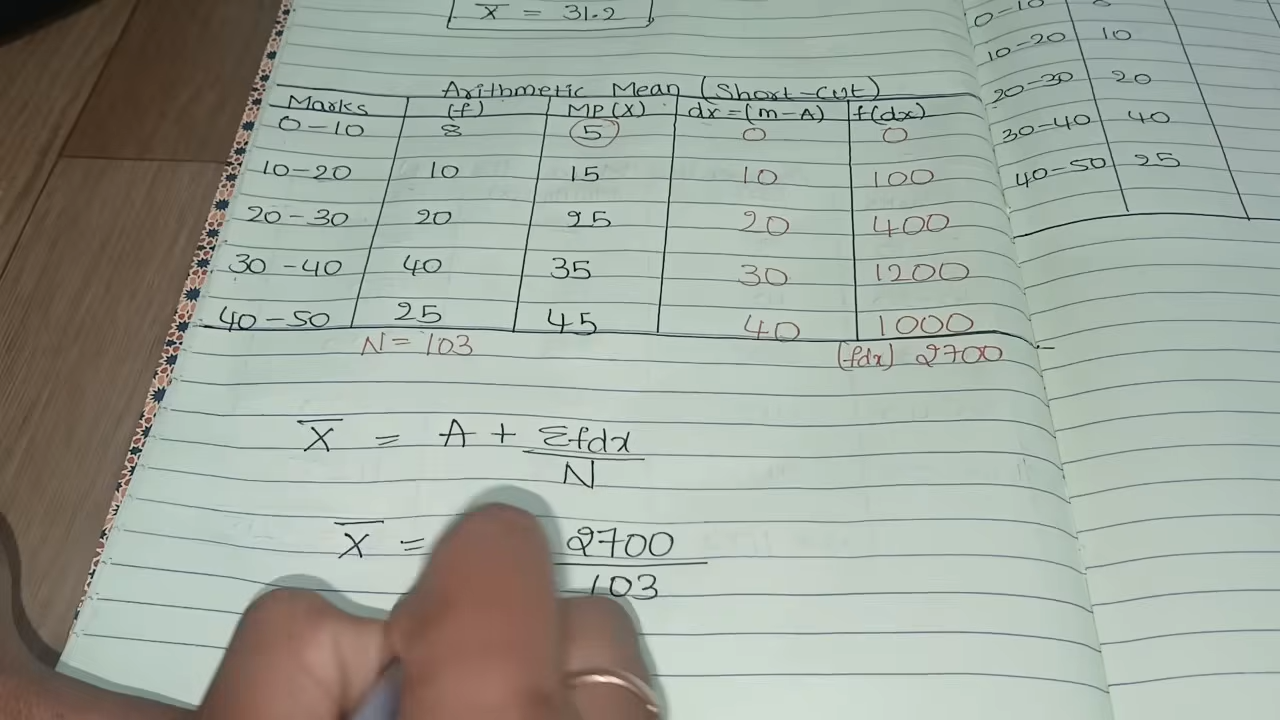 X̄ = 31.2
Arithmetic Mean (Short-Cut)
Marks (f) MP(X) dx=(m-A) f(dx)
0-10 8 5 0 0
10-20 10 15 10 100
20-30 20 25 20 400
30-40 40 35 30 1200
40-50 25 45 40 1000
N = 103 (fdx) 2700
X̄ = A + Σfdx
N
X̄ = 2700
103
0-10
10-20 10
20-30 20
30-40 40
40-50 25